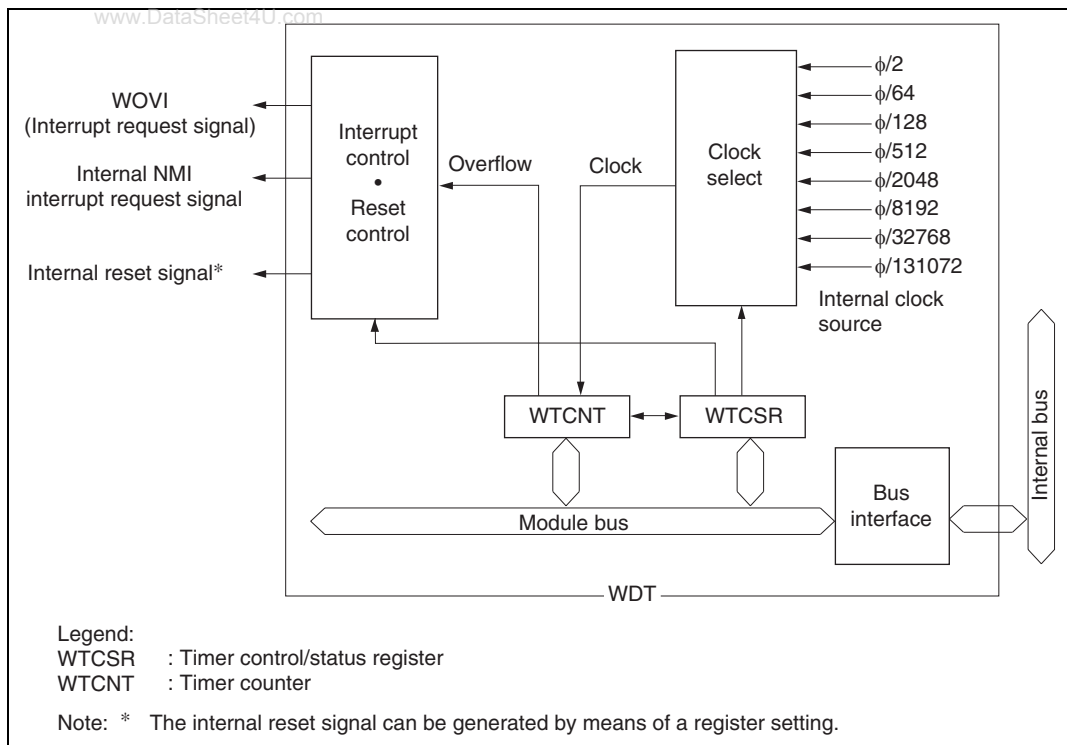 www.DataSheet4U.com
WOVI
(Interrupt request signal)
Internal NMI
interrupt request signal
Internal reset signal*
Interrupt
control
•
Reset
control
Overflow
Clock
Clock
select
φ/2
φ/64
φ/128
φ/512
φ/2048
φ/8192
φ/32768
φ/131072
Internal clock
source
WTCNT
WTCSR
Module bus
Bus
interface
Internal bus
WDT
Legend:
WTCSR : Timer control/status register
WTCNT : Timer counter
Note: * The internal reset signal can be generated by means of a register setting.